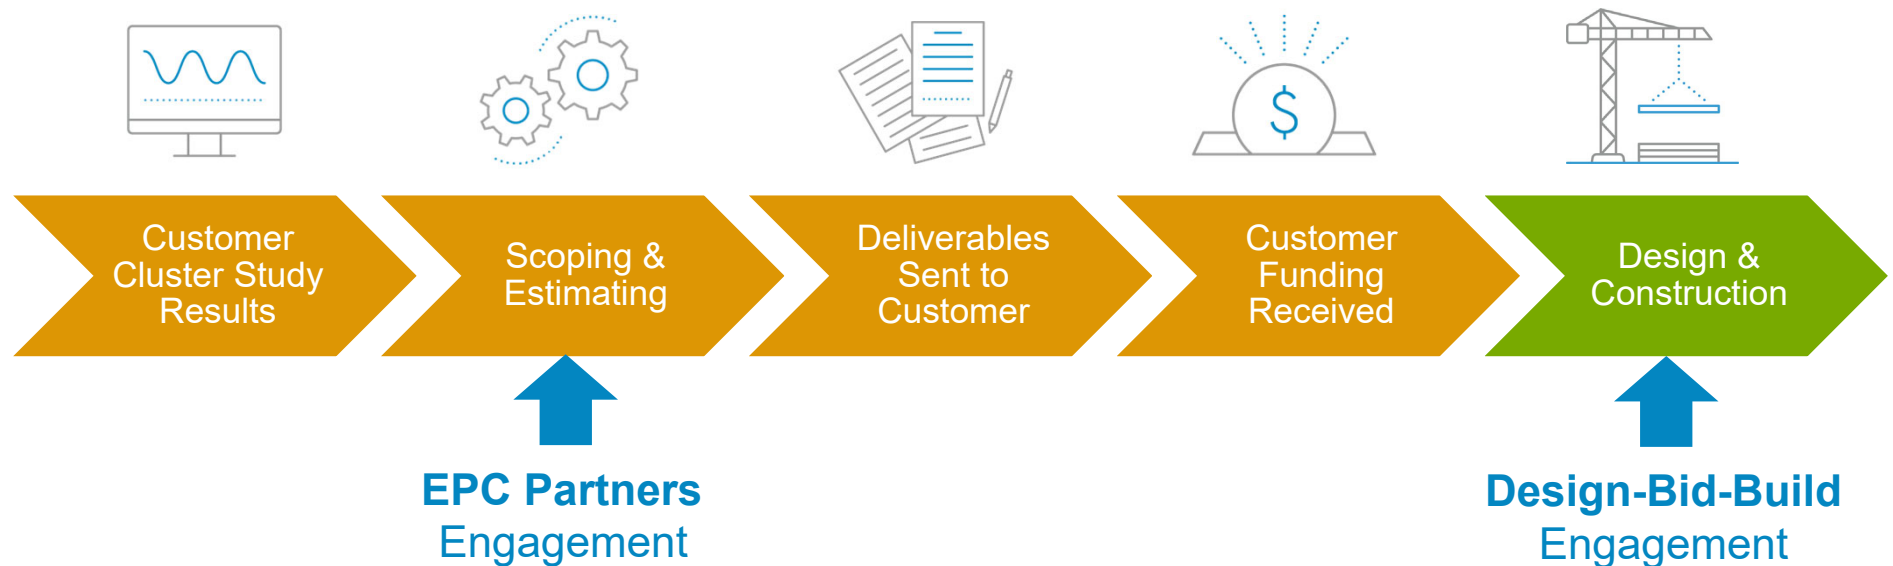 $
Customer
Cluster Study
Results
Scoping &
Estimating
Deliverables
Sent to
Customer
Customer
Funding
Received
Design &
Construction
EPC Partners
Engagement
Design-Bid-Build
Engagement